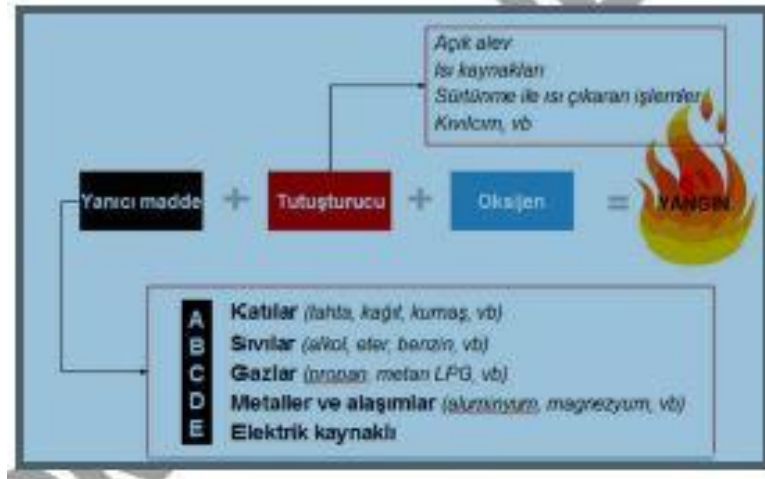 Açık alev
Isı kaynakları
Sürtünme ile ısı çıkaran işlemler
Kıvılcım, vb
Yanıcı madde + Tutuşturucu + Oksijen = YANGIN
A Katılar (tahta, kağıt, kumaş, vb)
B Sıvılar (alkol, eter, benzin, vb)
C Gazlar (propan, metan LPG, vb)
D Metaller ve alaşımlar (aluminyum, magnezyum, vb)
E Elektrik kaynaklı